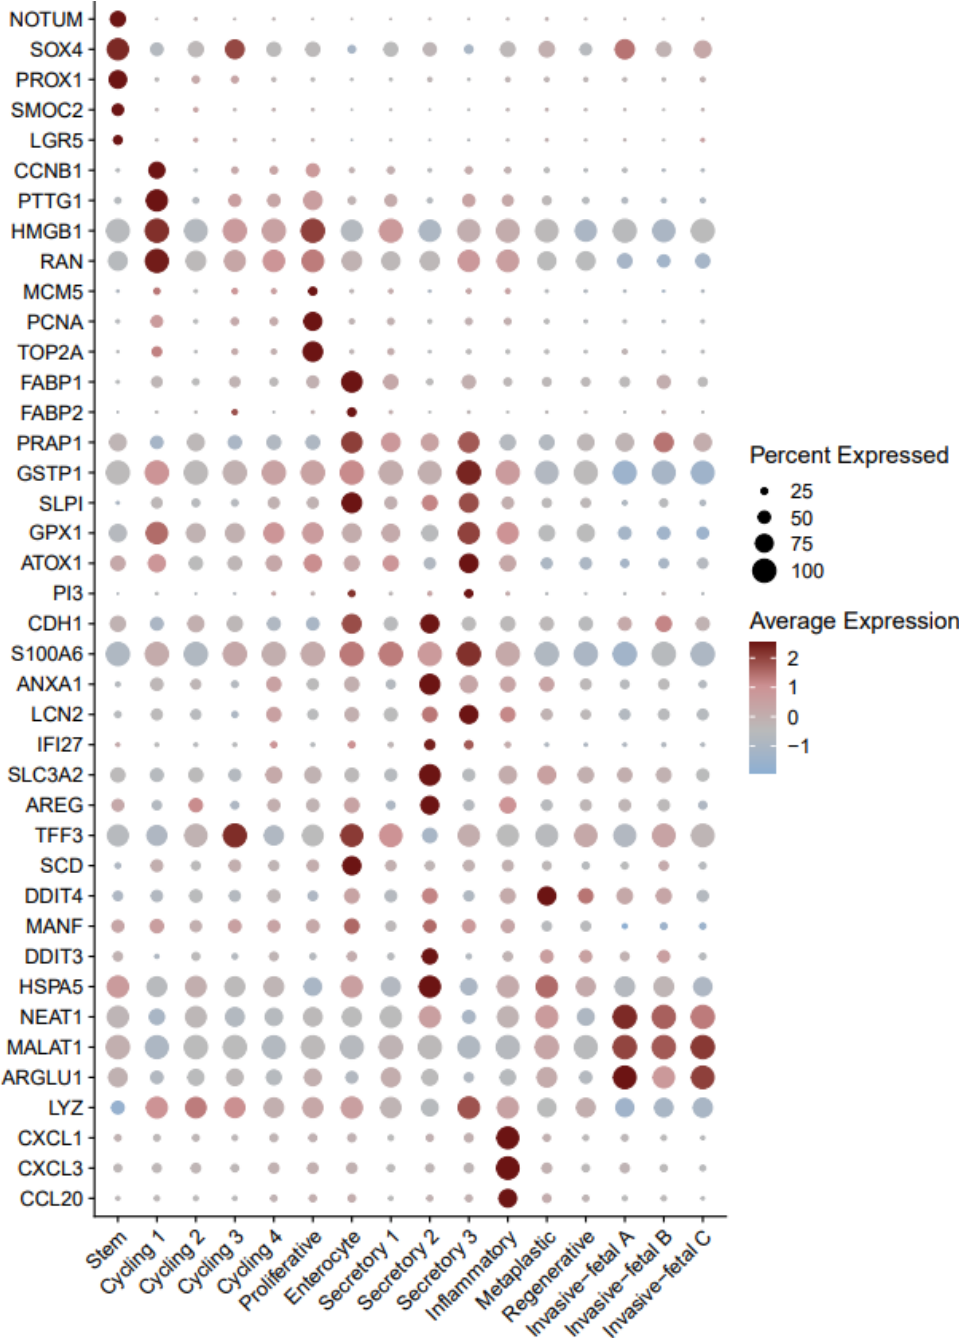 NOTUM
SOX4
PROX1
SMOC2
LGR5
CCNB1
PTTG1
HMGB1
RAN
MCM5
PCNA
TOP2A
FABP1
FABP2
PRAP1
GSTP1
SLPI
GPX1
ATOX1
PI3
CDH1
S100A6
ANXA1
LCN2
IFI27
SLC3A2
AREG
TFF3
SCD
DDIT4
MANF
DDIT3
HSPA5
NEAT1
MALAT1
ARGLU1
LYZ
CXCL1
CXCL3
CCL20
Stem
Cycling 1
Cycling 2
Cycling 3
Cycling 4
Proliferative
Enterocyte
Secretory 1
Secretory 2
Secretory 3
Inflammatory
Metaplastic
Regenerative
Invasive−fetal A
Invasive−fetal B
Invasive−fetal C
Percent Expressed
25
50
75
100
Average Expression
2
1
0
−1